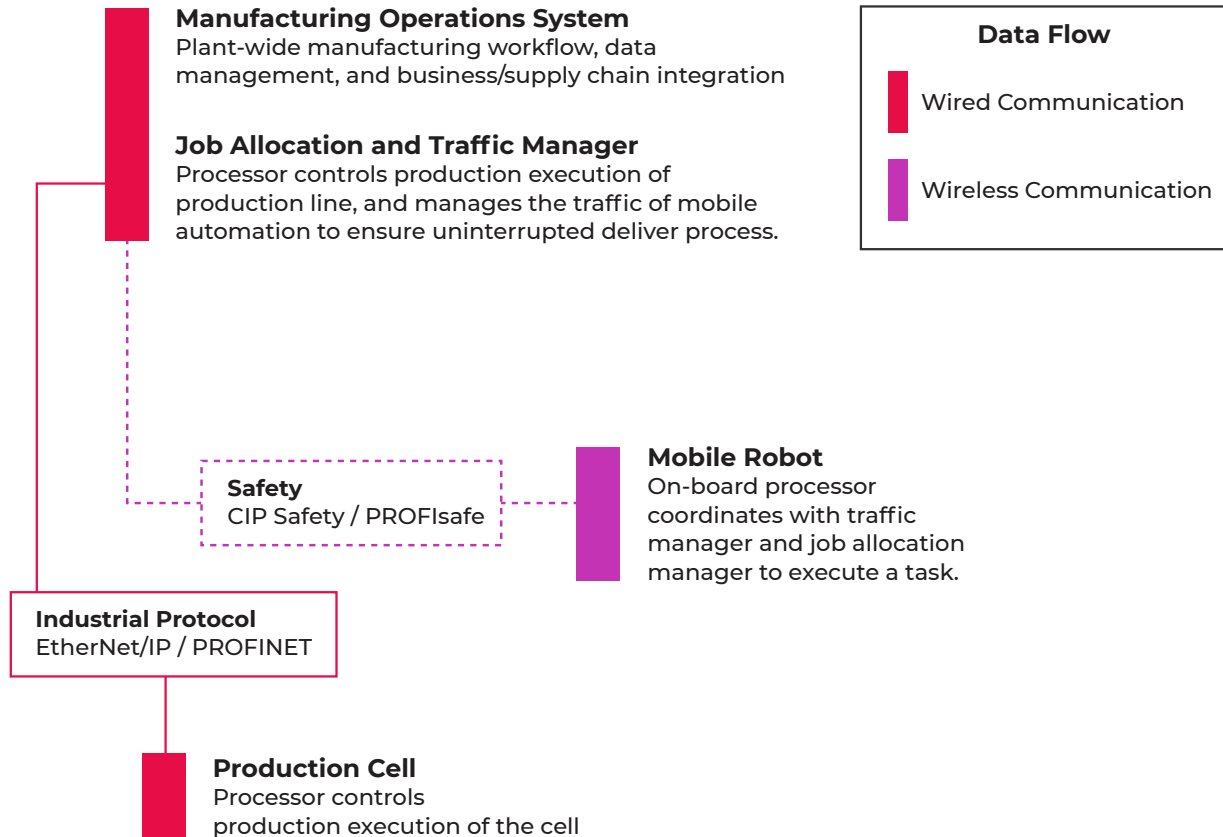 Manufacturing Operations System
Plant-wide manufacturing workflow, data
management, and business/supply chain integration
Job Allocation and Traffic Manager
Processor controls production execution of
production line, and manages the traffic of mobile
automation to ensure uninterrupted deliver process.
Data Flow
Wired Communication
Wireless Communication
Safety
CIP Safety / PROFIsafe
Mobile Robot
On-board processor
coordinates with traffic
manager and job allocation
manager to execute a task.
Industrial Protocol
EtherNet/IP / PROFINET
Production Cell
Processor controls
production execution of the cell